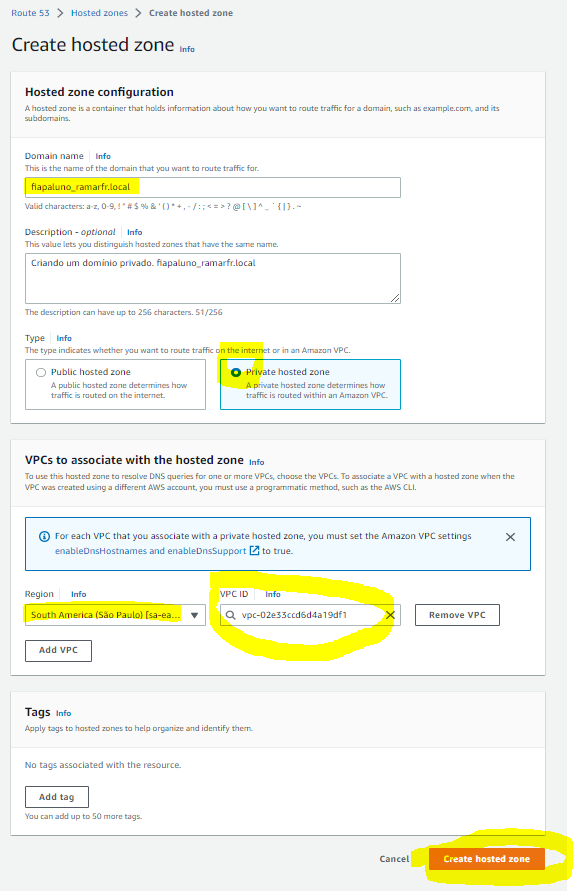 Route 53 > Hosted zones > Create hosted zone
Create hosted zone Info
Hosted zone configuration
A hosted zone is a container that holds information about how you want to route traffic for a domain, such as example.com, and its
subdomains.
Domain name Info
This is the name of the domain that you want to route traffic for.
fiapaluno_ramarfr.local
Valid characters: a-z, 0-9, ! " # $ % & ' ( ) * + , - / : ; < = > ? @ [ \ ] ^ _ ` { | } . ~
Description - optional Info
This value lets you distinguish hosted zones that have the same name.
Criando um domínio privado. fiapaluno_ramarfr.local
The description can have up to 256 characters. 51/256
Type Info
The type indicates whether you want to route traffic on the internet or in an Amazon VPC.
Public hosted zone
A public hosted zone determines how
traffic is routed on the internet.
Private hosted zone
A private hosted zone determines how
traffic is routed within an Amazon VPC.
VPCs to associate with the hosted zone Info
To use this hosted zone to resolve DNS queries for one or more VPCs, choose the VPCs. To associate a VPC with a hosted zone when the
VPC was created using a different AWS account, you must use a programmatic method, such as the AWS CLI.
For each VPC that you associate with a private hosted zone, you must set the Amazon VPC settings
enableDnsHostnames and enableDnsSupport to true.
Region Info
South America (São Paulo) [sa-ea...
VPC ID Info
vpc-02e33ccd6d4a19df1
Remove VPC
Add VPC
Tags Info
Apply tags to hosted zones to help organize and identify them.
No tags associated with the resource.
Add tag
You can add up to 50 more tags.
Cancel
Create hosted zone